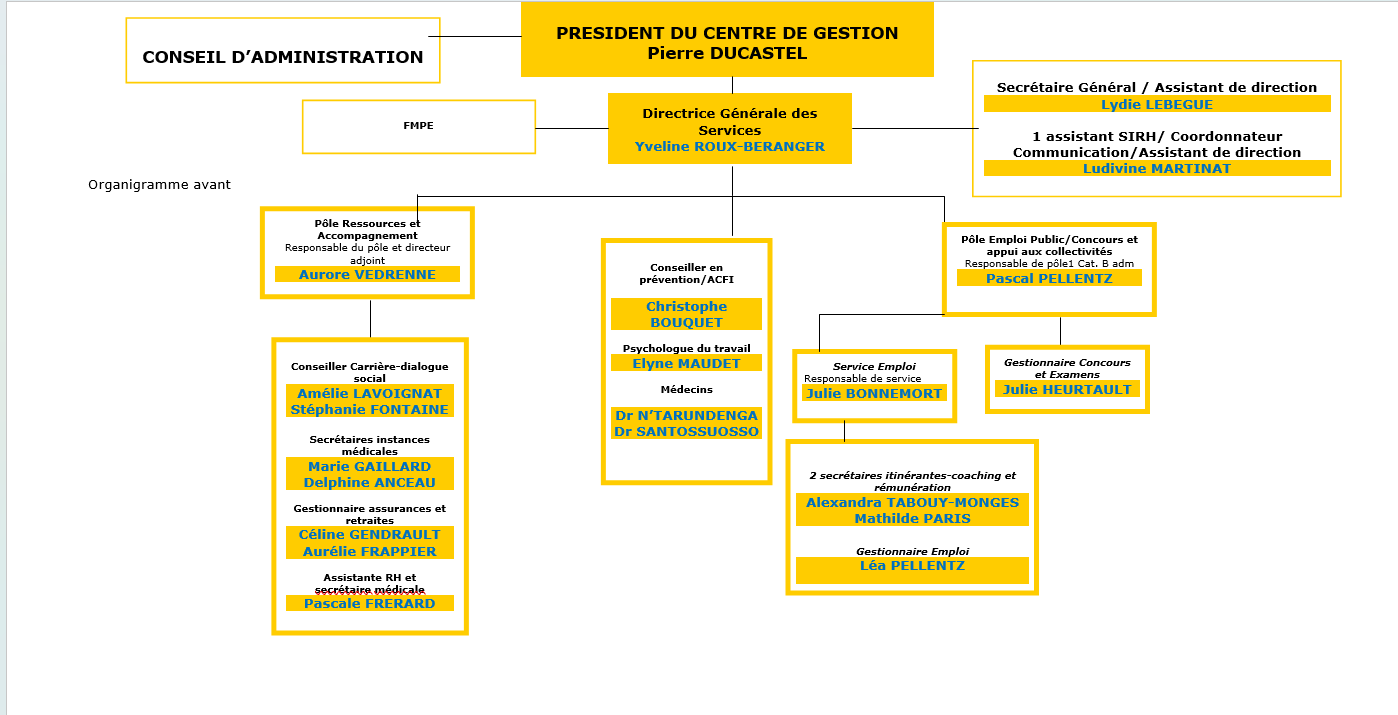 CONSEIL D’ADMINISTRATION
PRESIDENT DU CENTRE DE GESTION
Pierre DUCASTEL
FMPE
Directrice Générale des
Services
Yveline ROUX-BERANGER
Secrétaire Général / Assistant de direction
Lydie LEBEGUE
1 assistant SIRH/ Coordonnateur
Communication/Assistant de direction
Ludivine MARTINAT
Organigramme avant
Pôle Ressources et
Accompagnement
Responsable du pôle et directeur
adjoint
Aurore VEDRENNE
Conseiller Carrière-dialogue
social
Amélie LAVOIGNAT
Stéphanie FONTAINE
Secrétaires instances
médicales
Marie GAILLARD
Delphine ANCEAU
Gestionnaire assurances et
retraites
Céline GENDRAULT
Aurélie FRAPPIER
Assistante RH et
secrétaire médicale
Pascale FRERARD
Conseiller en
prévention/ACFI
Christophe
BOUQUET
Psychologue du travail
Elyne MAUDET
Médecins
Dr N’TARUNDENGA
Dr SANTOSSUOSSO
Pôle Emploi Public/Concours et
appui aux collectivités
Responsable de pôle1 Cat. B adm
Pascal PELLENTZ
Service Emploi
Responsable de service
Julie BONNEMORT
Gestionnaire Concours
et Examens
Julie HEURTAULT
2 secrétaires itinérantes-coaching et
rémunération
Alexandra TABOUY-MONGES
Mathilde PARIS
Gestionnaire Emploi
Léa PELLENTZ